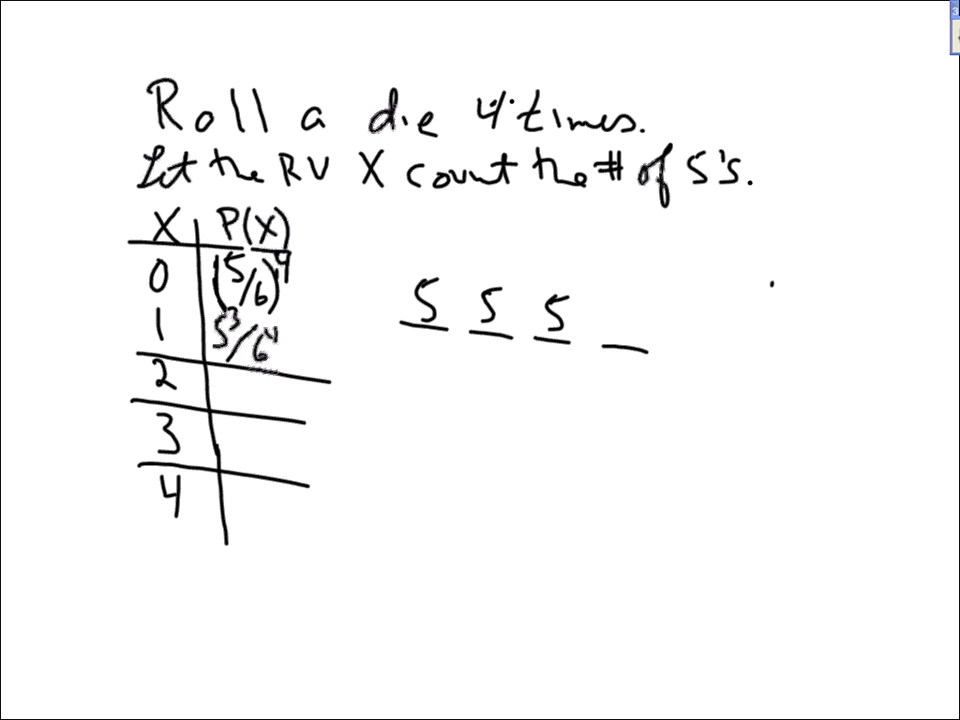 Roll a die 4 times.
Let the RV X count the # of 5's.
X P(X)
0 (5/6)^4
1 5^3/6^4
2
3
4
5 5 5 _
3